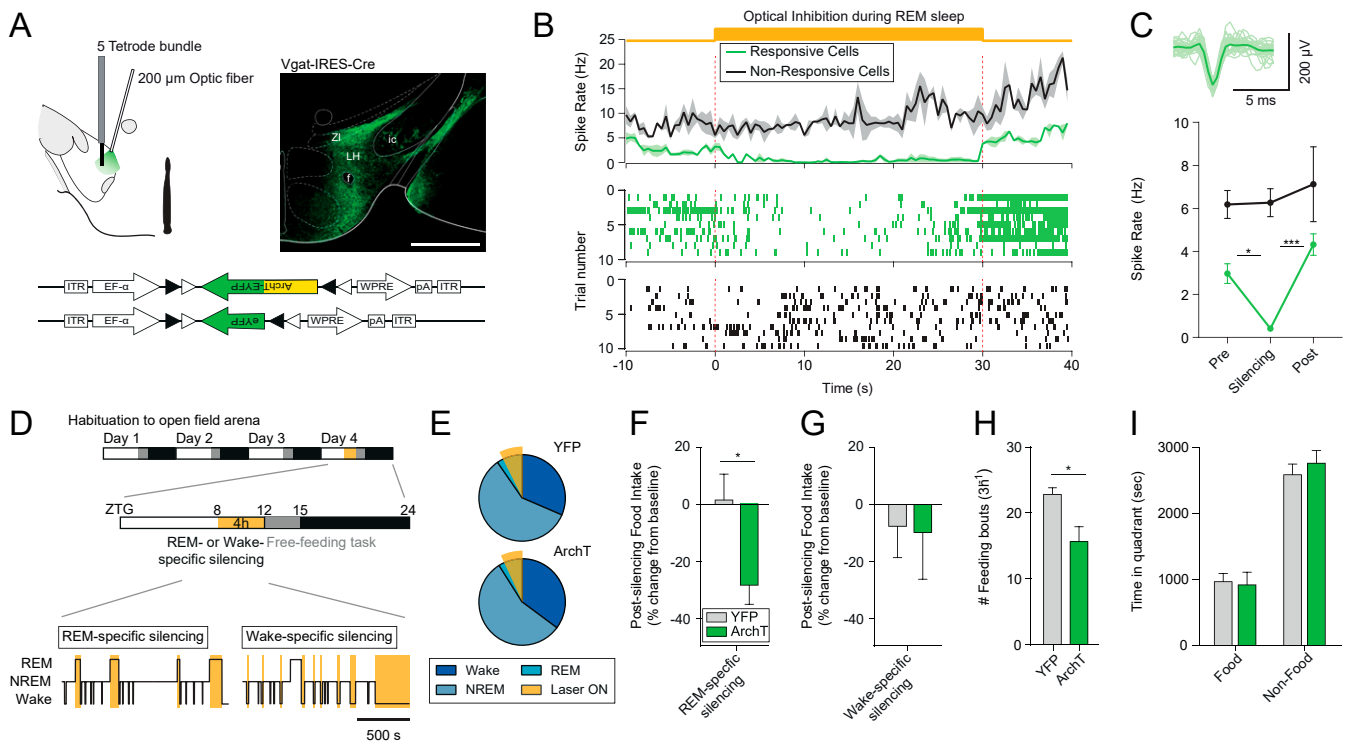 A
5 Tetrode bundle
200 µm Optic fiber
Vgat-IRES-Cre
ZI
ic
LH
f
ITR
EF-α
ArchT-EYFP
WPRE
pA
ITR
ITR
EF-α
eYFP
WPRE
pA
ITR
B
Optical Inhibition during REM sleep
Responsive Cells
Non-Responsive Cells
Spike Rate (Hz)
25
20
15
10
5
0
Trial number
0
5
10
0
5
10
-10
0
10
20
30
40
Time (s)
C
200 µV
5 ms
Spike Rate (Hz)
10
8
6
4
2
0
*
***
Pre
Silencing
Post
D
Habituation to open field arena
Day 1
Day 2
Day 3
Day 4
ZTG
8
12
15
24
4h
REM- or Wake-
specific silencing
Free-feeding task
REM-specific silencing
Wake-specific silencing
REM
NREM
Wake
500 s
E
YFP
ArchT
Wake
REM
NREM
Laser ON
F
Post-silencing Food Intake
(% change from baseline)
20
0
-20
-40
*
YFP
ArchT
REM-specific
silencing
G
Post-silencing Food Intake
(% change from baseline)
20
0
-20
-40
Wake-specific
silencing
H
# Feeding bouts (3h¹)
30
20
10
0
*
YFP
ArchT
I
Time in quadrant (sec)
3000
2000
1000
0
Food
Non-Food